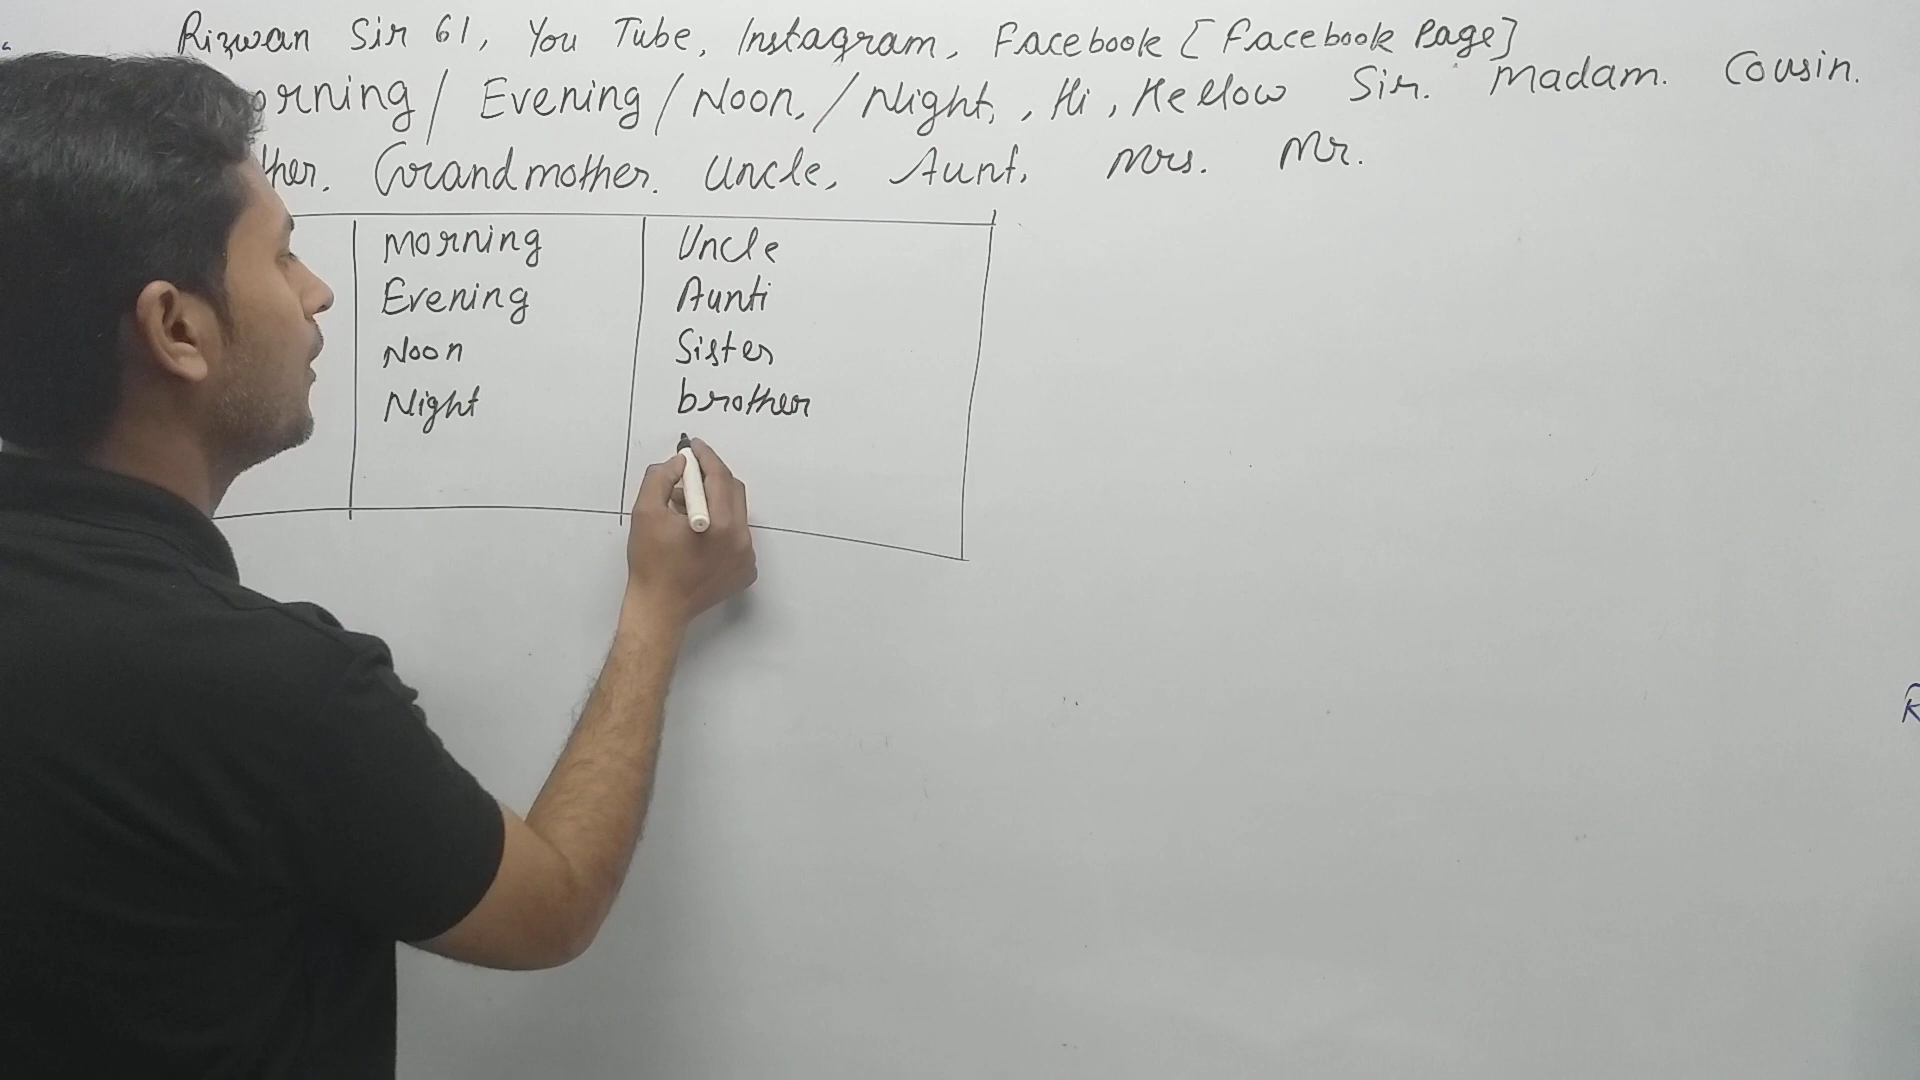 Rizwan Sir 61, You Tube, Instagram, Facebook [Facebook Page]
orning / Evening / Noon, / Night, , Hi, Hellow Sir. Madam. Cousin.
ther. Grandmother. Uncle, Aunt, Mrs. Mr.
Morning Uncle
Evening Aunti
Noon Sister
Night brother
R